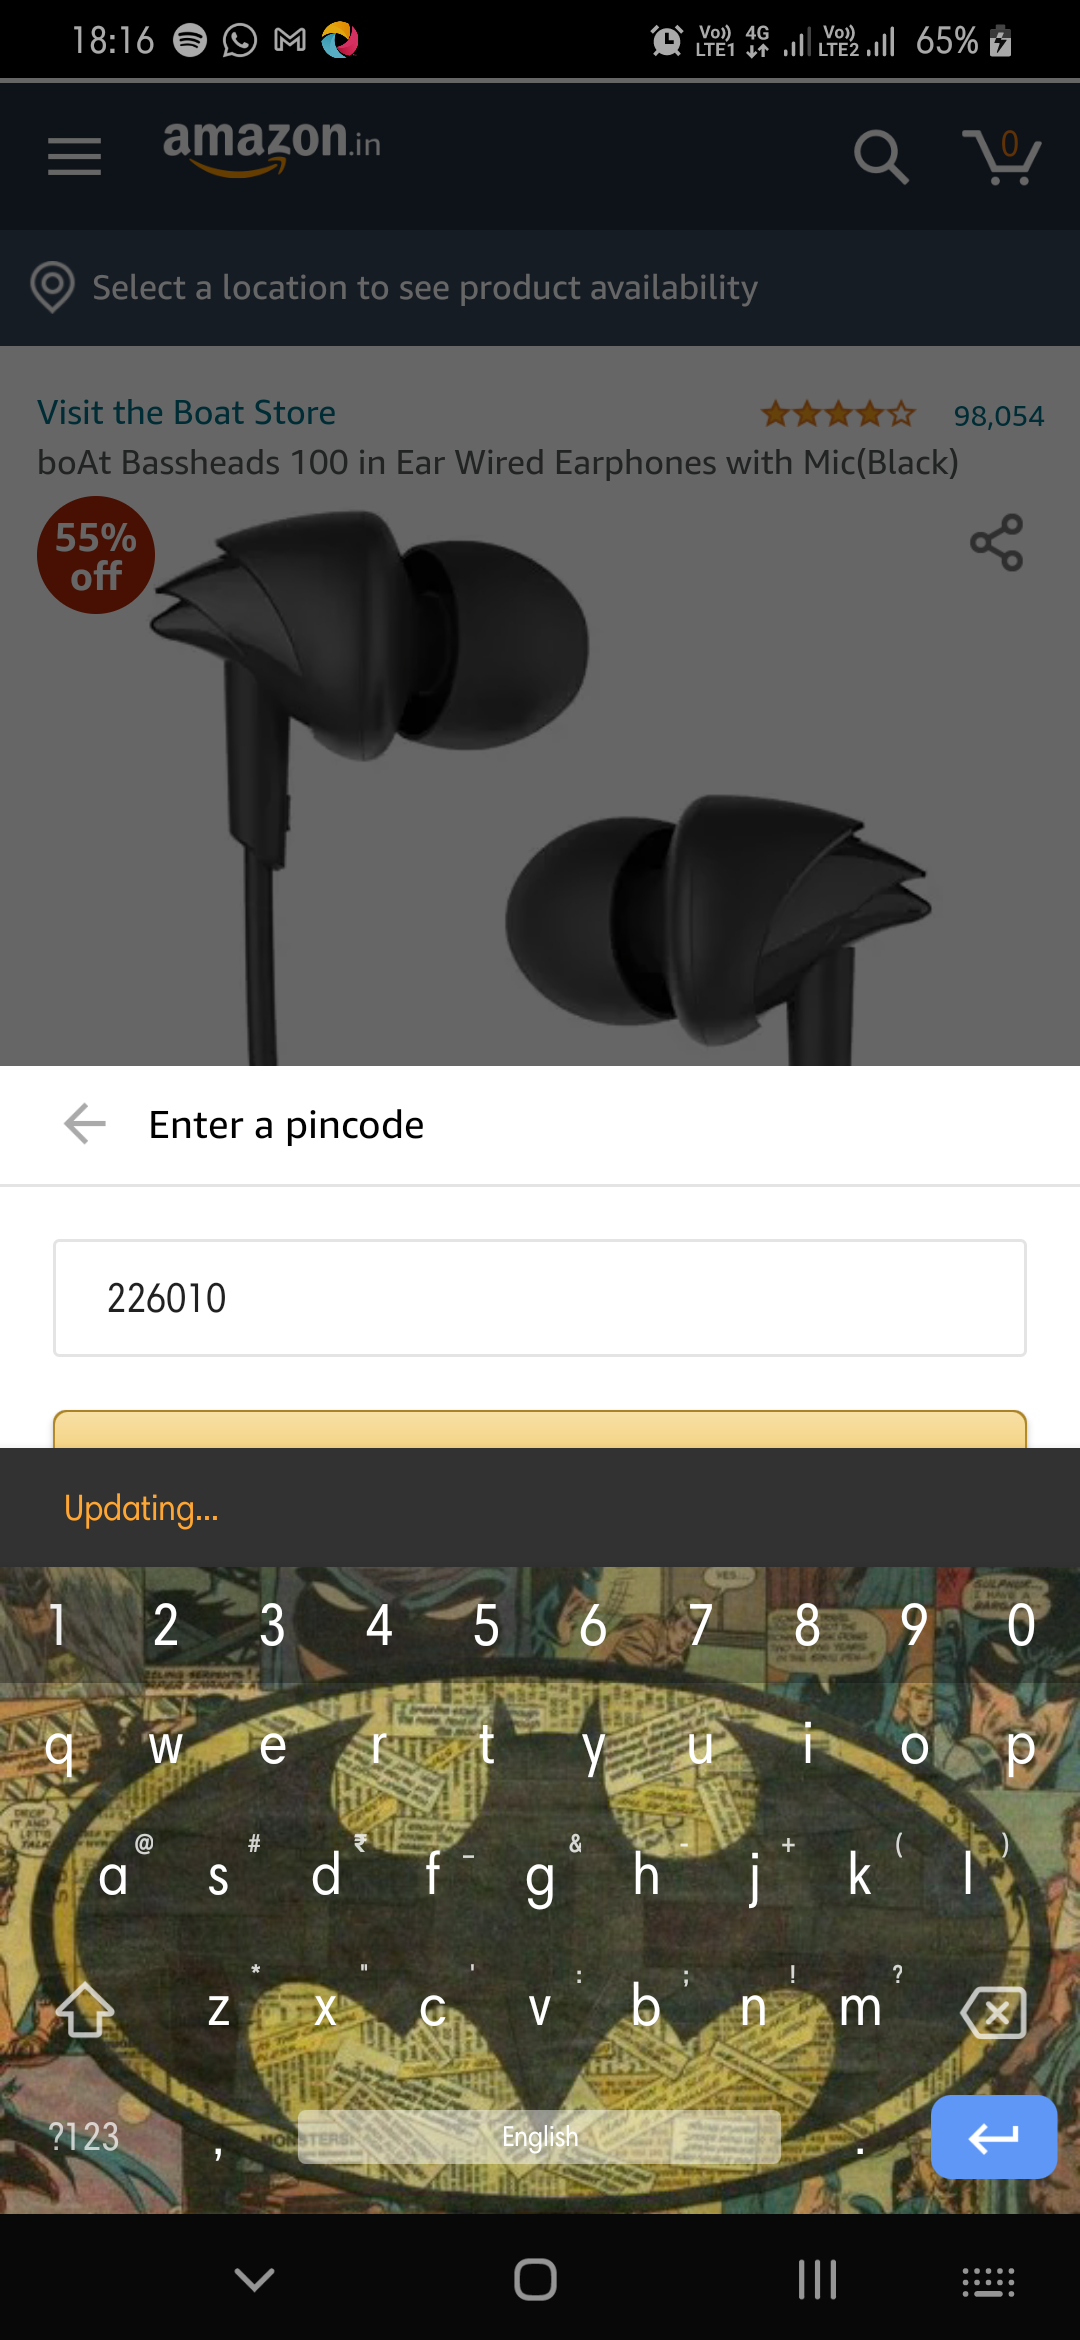 18:16
Vo)) LTE1 4G Vo)) LTE2 65%
amazon.in
0
Select a location to see product availability
Visit the Boat Store
98,054
boAt Bassheads 100 in Ear Wired Earphones with Mic(Black)
55%
off
Enter a pincode
226010
Updating...
1 2 3 4 5 6 7 8 9 0
q w e r t y u i o p
@ # ₹ _ & - + ( )
a s d f g h j k l
* " ' : ; ! ?
z x c v b n m
?123 , English .